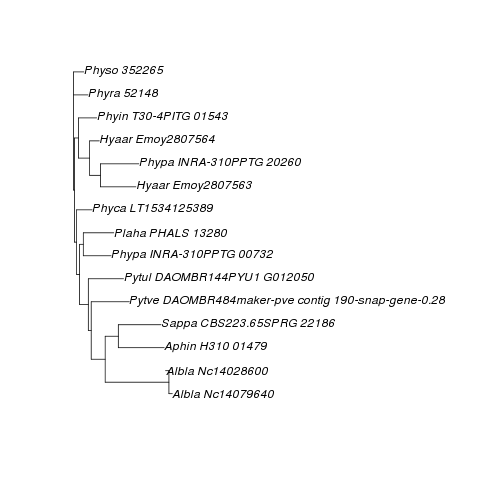 Physo 352265
Phyra 52148
Phyin T30-4PITG 01543
Hyaar Emoy2807564
Phypa INRA-310PPTG 20260
Hyaar Emoy2807563
Phyca LT1534125389
Plaha PHALS 13280
Phypa INRA-310PPTG 00732
Pytul DAOMBR144PYU1 G012050
Pytve DAOMBR484maker-pve contig 190-snap-gene-0.28
Sappa CBS223.65SPRG 22186
Aphin H310 01479
Albla Nc14028600
Albla Nc14079640